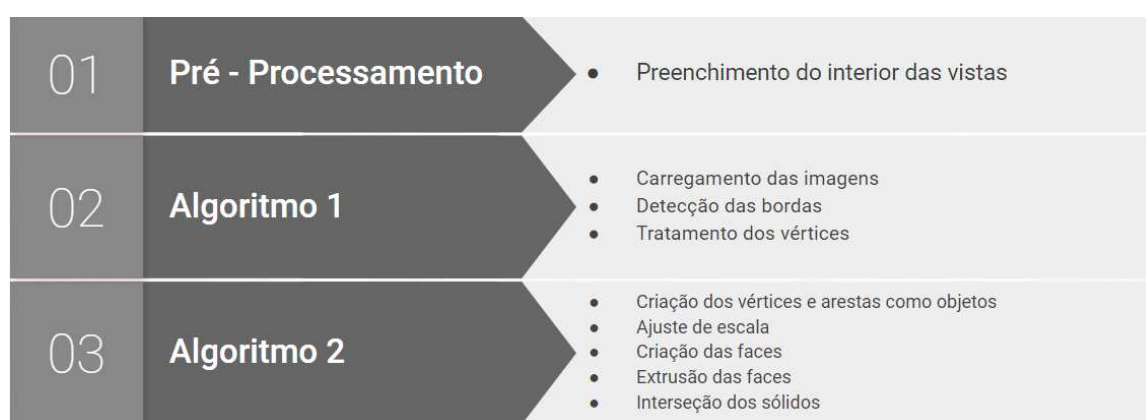 01
Pré - Processamento
• Preenchimento do interior das vistas
02
Algoritmo 1
• Carregamento das imagens
• Detecção das bordas
• Tratamento dos vértices
03
Algoritmo 2
• Criação dos vértices e arestas como objetos
• Ajuste de escala
• Criação das faces
• Extrusão das faces
• Interseção dos sólidos